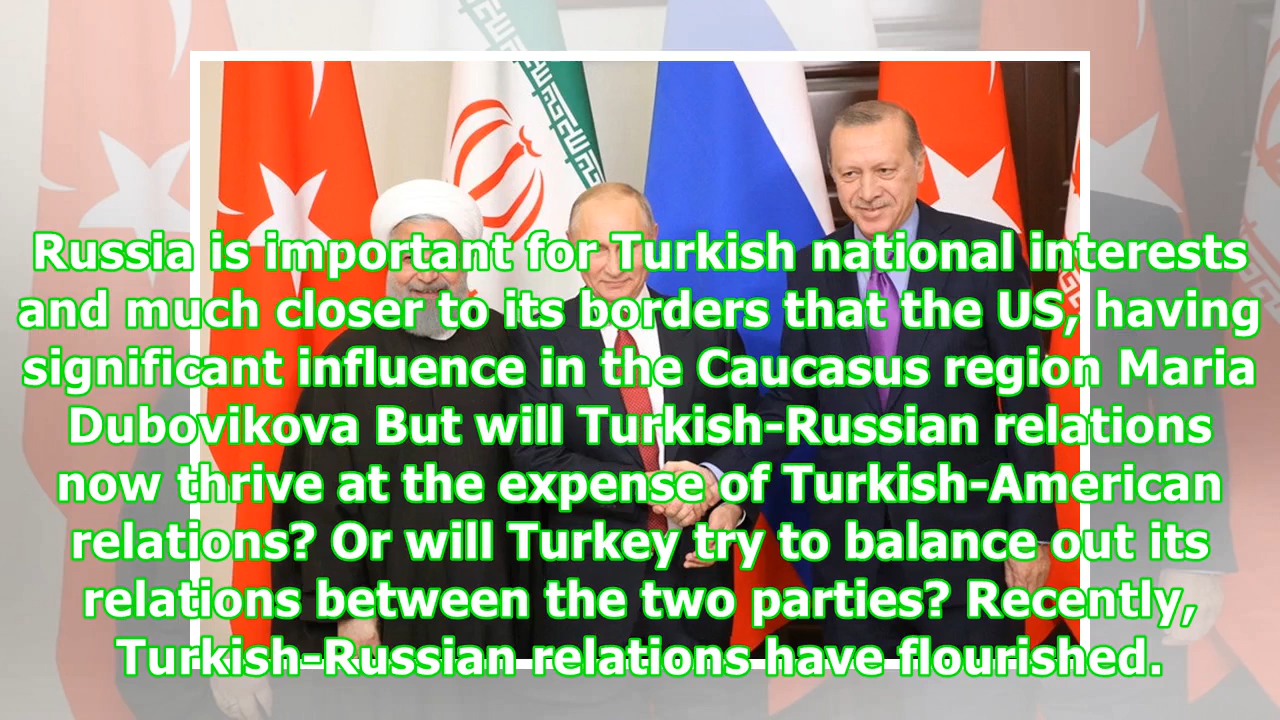 Russia is important for Turkish national interests
and much closer to its borders that the US, having
significant influence in the Caucasus region Maria
Dubovikova But will Turkish-Russian relations
now thrive at the expense of Turkish-American
relations? Or will Turkey try to balance out its
relations between the two parties? Recently,
Turkish-Russian relations have flourished.